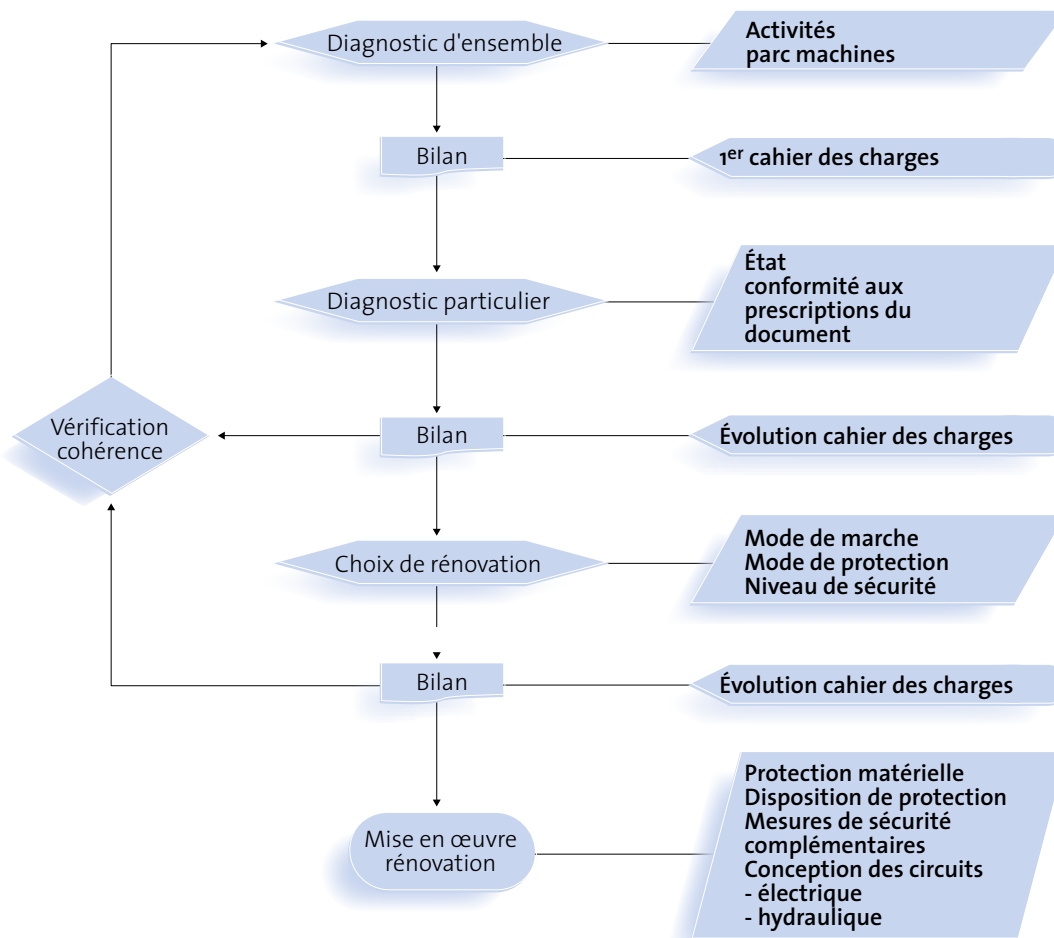 Diagnostic d'ensemble
Activités
parc machines
Bilan
1er cahier des charges
Diagnostic particulier
État
conformité aux
prescriptions du
document
Vérification
cohérence
Bilan
Évolution cahier des charges
Choix de rénovation
Mode de marche
Mode de protection
Niveau de sécurité
Bilan
Évolution cahier des charges
Mise en œuvre
rénovation
Protection matérielle
Disposition de protection
Mesures de sécurité
complémentaires
Conception des circuits
- électrique
- hydraulique